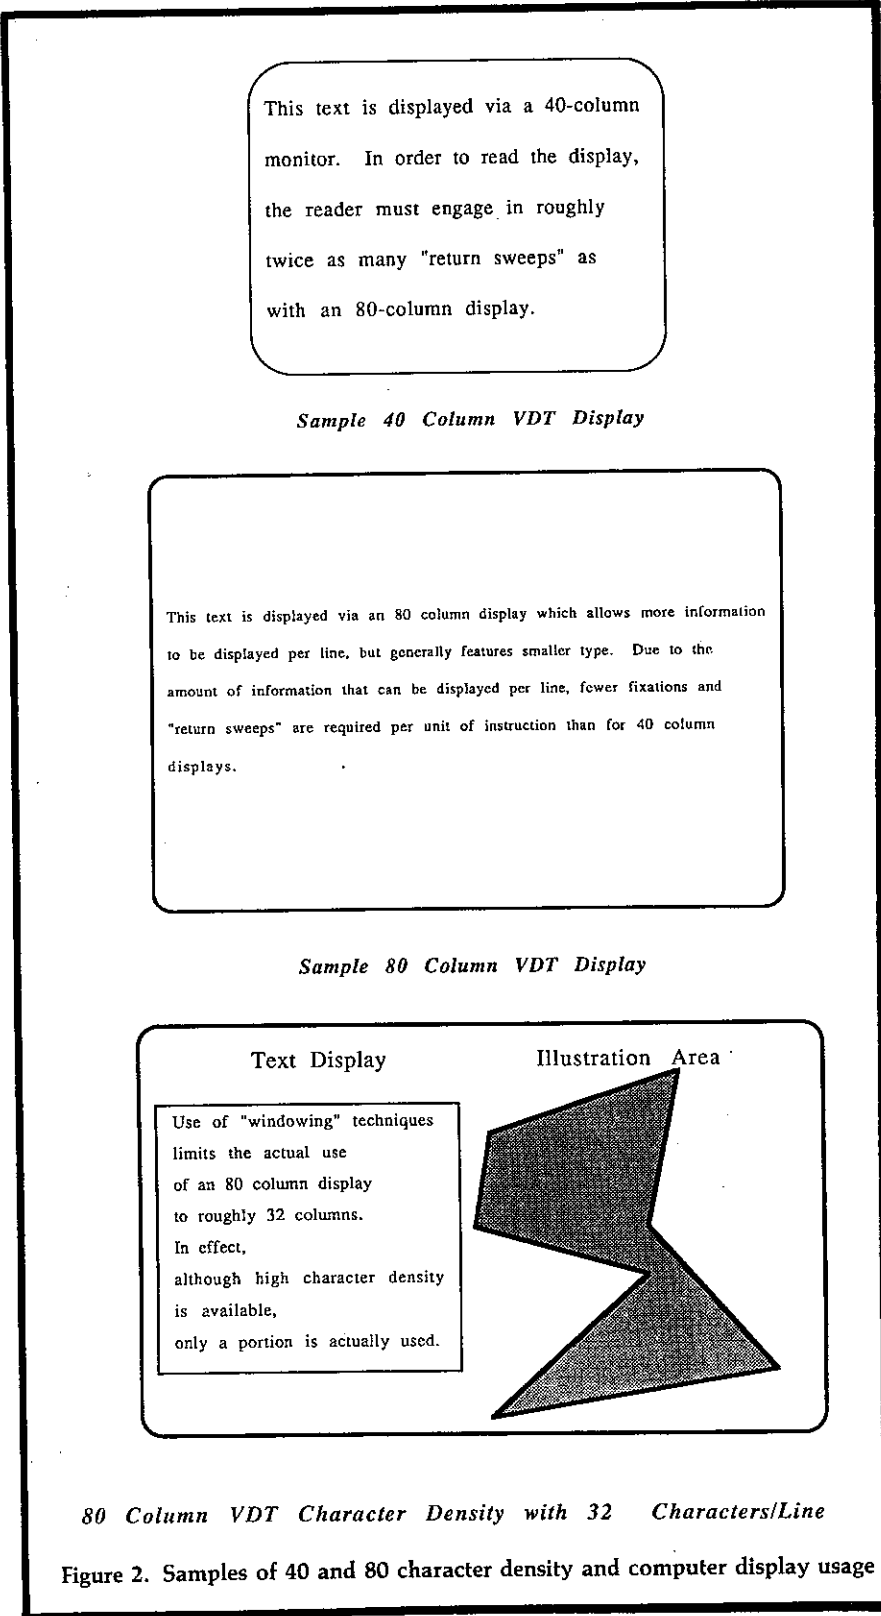 This text is displayed via a 40-column
monitor. In order to read the display,
the reader must engage in roughly
twice as many "return sweeps" as
with an 80-column display.
Sample 40 Column VDT Display
This text is displayed via an 80 column display which allows more information
to be displayed per line, but generally features smaller type. Due to the
amount of information that can be displayed per line, fewer fixations and
"return sweeps" are required per unit of instruction than for 40 column
displays.
Sample 80 Column VDT Display
Text Display
Illustration Area
Use of "windowing" techniques
limits the actual use
of an 80 column display
to roughly 32 columns.
In effect,
although high character density
is available,
only a portion is actually used.
80 Column VDT Character Density with 32 Characters/Line
Figure 2. Samples of 40 and 80 character density and computer display usage